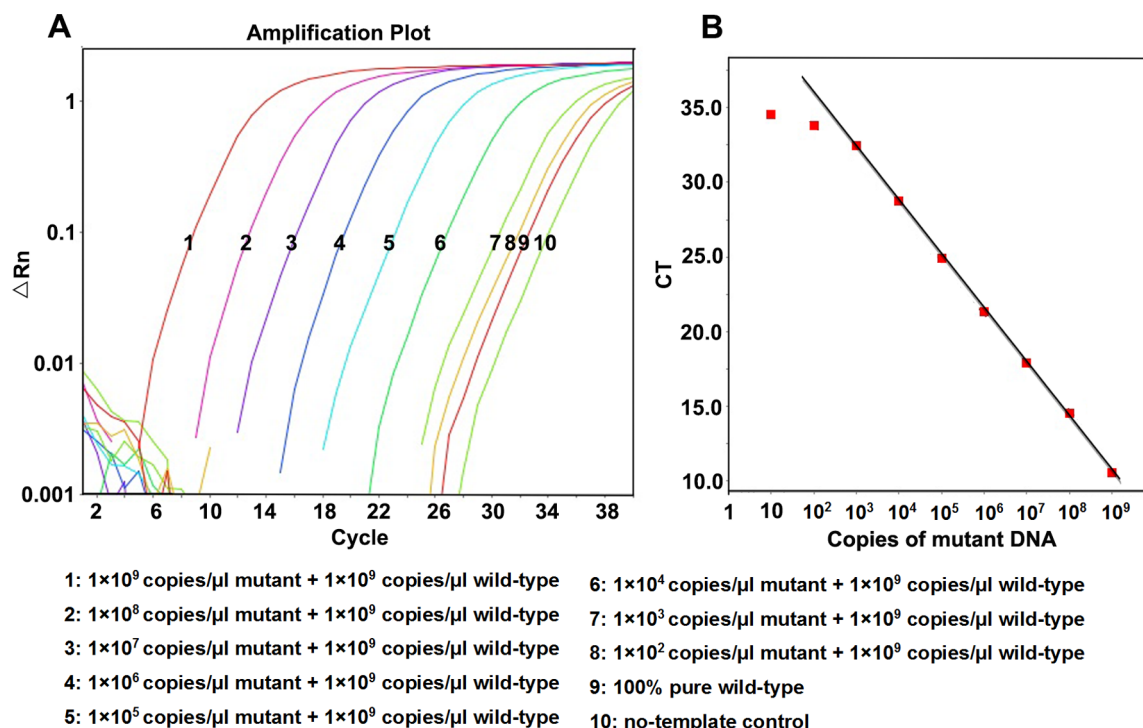 A
Amplification Plot
△Rn
1
0.1
0.01
0.001
1 2 3 4 5 6 7 8 9 10
2 6 10 14 18 22 26 30 34 38
Cycle
B
CT
35.0
30.0
25.0
20.0
15.0
10.0
1 10 10² 10³ 10⁴ 10⁵ 10⁶ 10⁷ 10⁸ 10⁹
Copies of mutant DNA
1: 1×10⁹ copies/µl mutant + 1×10⁹ copies/µl wild-type
2: 1×10⁸ copies/µl mutant + 1×10⁹ copies/µl wild-type
3: 1×10⁷ copies/µl mutant + 1×10⁹ copies/µl wild-type
4: 1×10⁶ copies/µl mutant + 1×10⁹ copies/µl wild-type
5: 1×10⁵ copies/µl mutant + 1×10⁹ copies/µl wild-type
6: 1×10⁴ copies/µl mutant + 1×10⁹ copies/µl wild-type
7: 1×10³ copies/µl mutant + 1×10⁹ copies/µl wild-type
8: 1×10² copies/µl mutant + 1×10⁹ copies/µl wild-type
9: 100% pure wild-type
10: no-template control